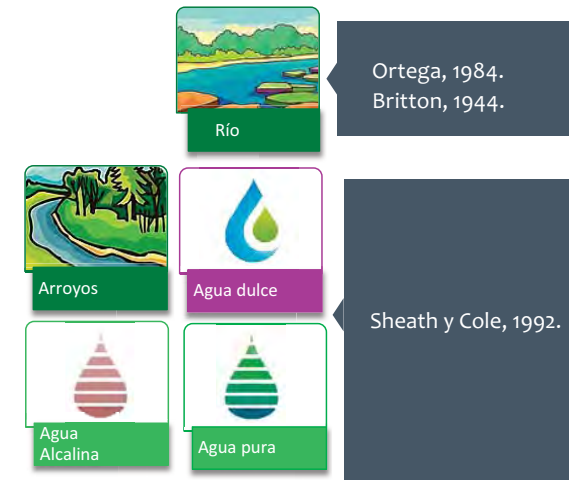 Río
Ortega, 1984.
Britton, 1944.
Arroyos
Agua dulce
Agua
Alcalina
Agua pura
Sheath y Cole, 1992.